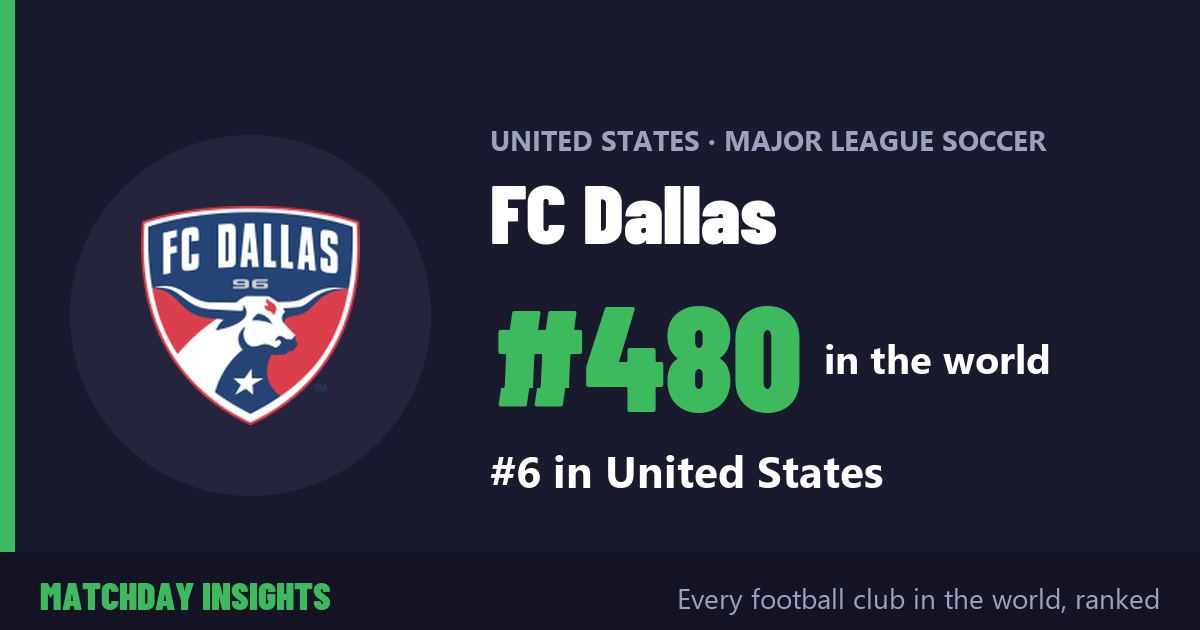 UNITED STATES · MAJOR LEAGUE SOCCER
FC Dallas
FC DALLAS
96
TM
#480 in the world
#6 in United States
MATCHDAY INSIGHTS
Every football club in the world, ranked